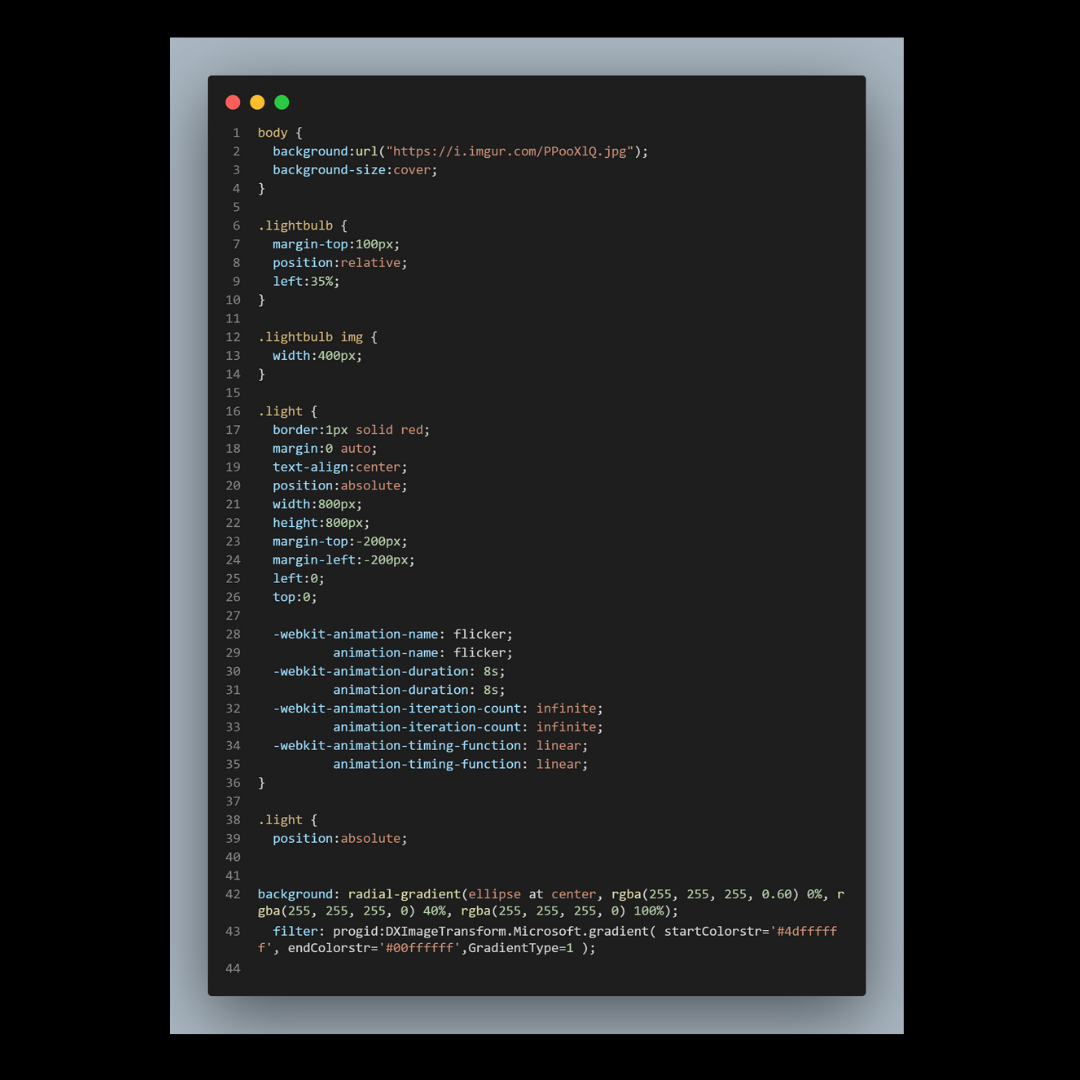 1 body {
2   background:url("https://i.imgur.com/PPooXlQ.jpg");
3   background-size:cover;
4 }
5
6 .lightbulb {
7   margin-top:100px;
8   position:relative;
9   left:35%;
10 }
11
12 .lightbulb img {
13   width:400px;
14 }
15
16 .light {
17   border:1px solid red;
18   margin:0 auto;
19   text-align:center;
20   position:absolute;
21   width:800px;
22   height:800px;
23   margin-top:-200px;
24   margin-left:-200px;
25   left:0;
26   top:0;
27
28   -webkit-animation-name: flicker;
29           animation-name: flicker;
30   -webkit-animation-duration: 8s;
31           animation-duration: 8s;
32   -webkit-animation-iteration-count: infinite;
33           animation-iteration-count: infinite;
34   -webkit-animation-timing-function: linear;
35           animation-timing-function: linear;
36 }
37
38 .light {
39   position:absolute;
40
41
42 background: radial-gradient(ellipse at center, rgba(255, 255, 255, 0.60) 0%, r
gba(255, 255, 255, 0) 40%, rgba(255, 255, 255, 0) 100%);
43   filter: progid:DXImageTransform.Microsoft.gradient( startColorstr='#4dfffff
f', endColorstr='#00ffffff',GradientType=1 );
44